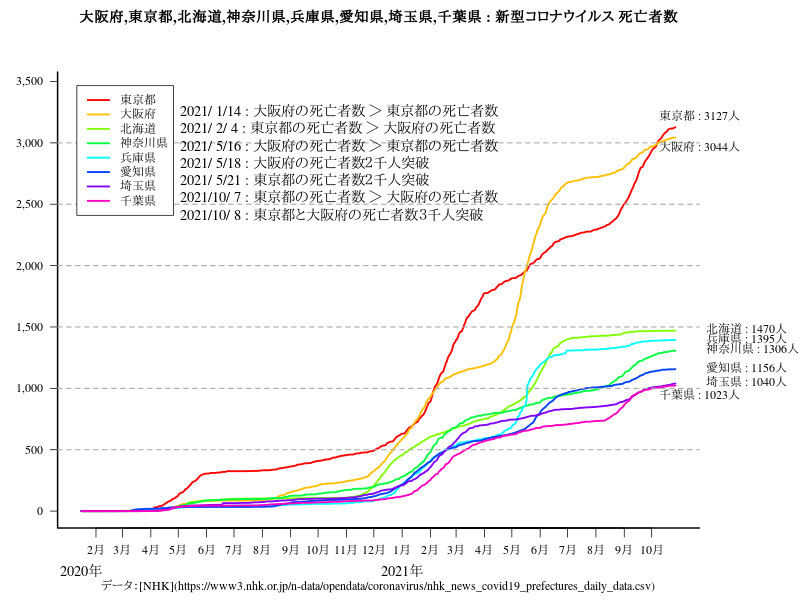 大阪府,東京都,北海道,神奈川県,兵庫県,愛知県,埼玉県,千葉県 : 新型コロナウイルス 死亡者数
3,500
3,000
2,500
2,000
1,500
1,000
500
0
東京都
大阪府
北海道
神奈川県
兵庫県
愛知県
埼玉県
千葉県
2021/ 1/14 : 大阪府の死亡者数 > 東京都の死亡者数
2021/ 2/ 4 : 東京都の死亡者数 > 大阪府の死亡者数
2021/ 5/16 : 大阪府の死亡者数 > 東京都の死亡者数
2021/ 5/18 : 大阪府の死亡者数2千人突破
2021/ 5/21 : 東京都の死亡者数2千人突破
2021/10/ 7 : 東京都の死亡者数 > 大阪府の死亡者数
2021/10/ 8 : 東京都と大阪府の死亡者数3千人突破
東京都 : 3127人
大阪府 : 3044人
北海道 : 1470人
兵庫県 : 1395人
神奈川県 : 1306人
愛知県 : 1156人
埼玉県 : 1040人
千葉県 : 1023人
2月 3月 4月 5月 6月 7月 8月 9月 10月 11月 12月 1月 2月 3月 4月 5月 6月 7月 8月 9月 10月
2020年 2021年
データ：[NHK](https://www3.nhk.or.jp/n-data/opendata/coronavirus/nhk_news_covid19_prefectures_daily_data.csv)